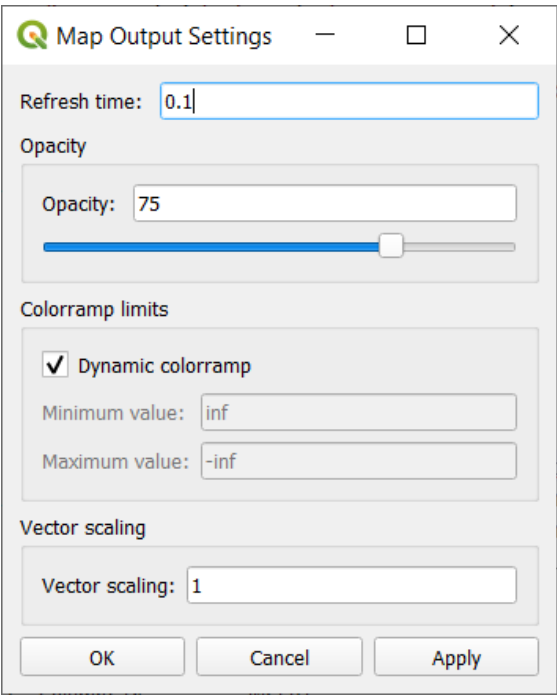 Map Output Settings
Refresh time: 0.1
Opacity
Opacity: 75
Colorramp limits
Dynamic colorramp
Minimum value: inf
Maximum value: -inf
Vector scaling
Vector scaling: 1
OK Cancel Apply